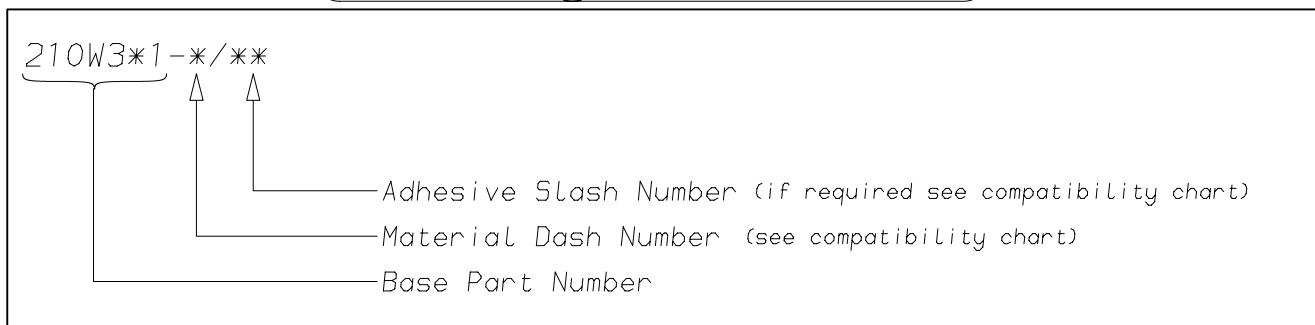 210W3*1-*/**
Adhesive Slash Number (if required see compatibility chart)
Material Dash Number (see compatibility chart)
Base Part Number